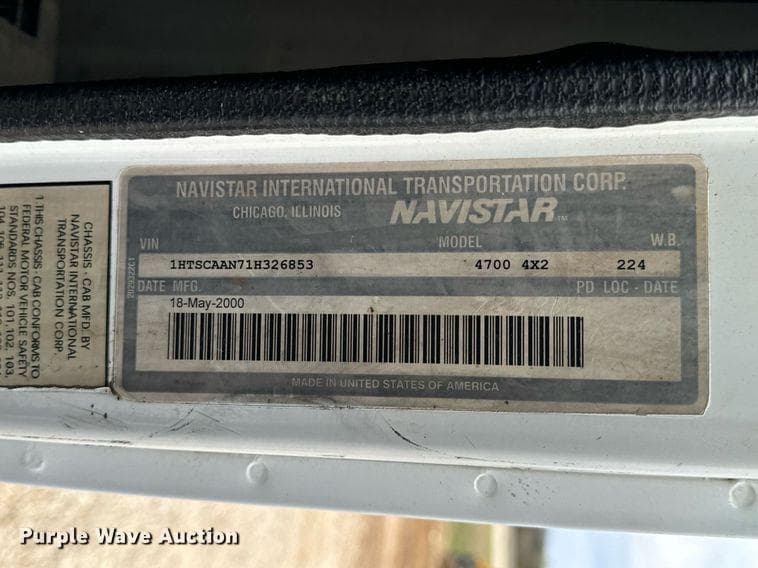 NAVISTAR INTERNATIONAL TRANSPORTATION CORP.
CHICAGO, ILLINOIS NAVISTAR™
VIN MODEL W.B.
1HTSCAAN71H326853 4700 4X2 224
DATE MFG. PD LOC - DATE
18-May-2000
MADE IN UNITED STATES OF AMERICA
CHASSIS - CAB MFD. BY
NAVISTAR INTERNATIONAL
TRANSPORTATION CORP.
1 THIS CHASSIS - CAB CONFORMS TO
FEDERAL MOTOR VEHICLE SAFETY
STANDARDS NOS. 101, 102, 103,
Purple Wave Auction